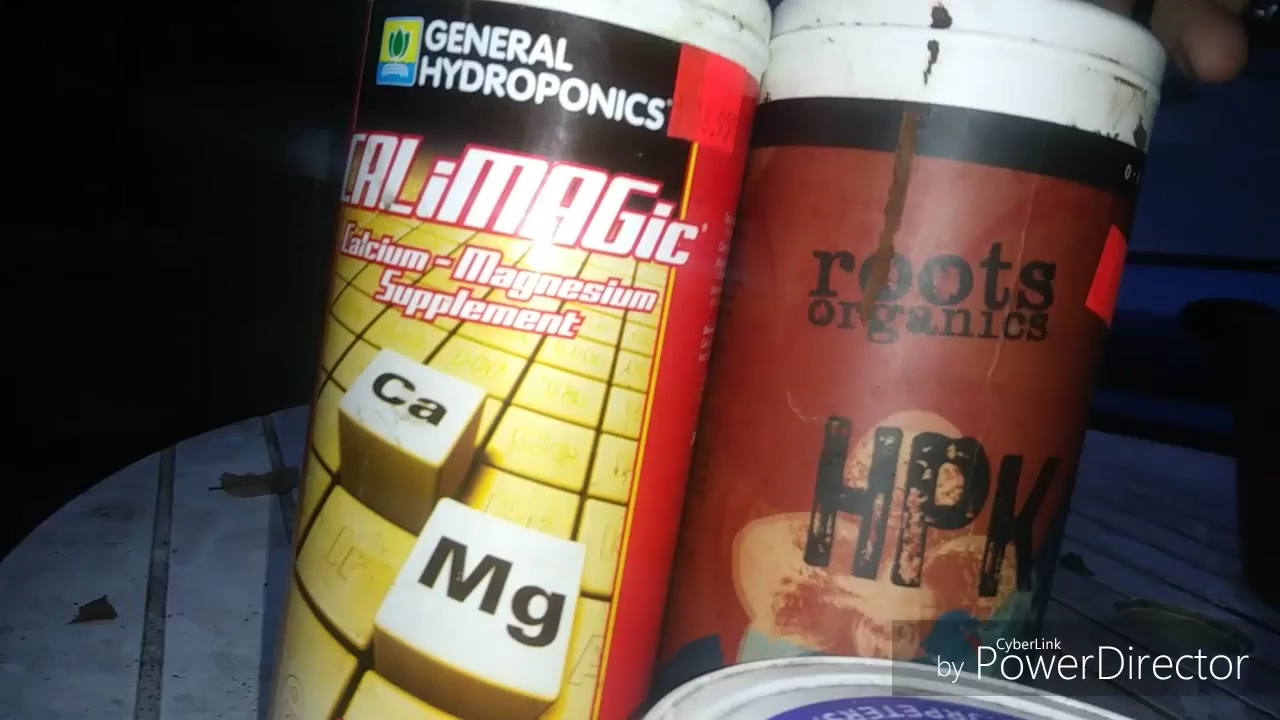 GENERAL
HYDROPONICS
CALiMAGic
Calcium - Magnesium
Supplement
Ca
Mg
roots
organics
HPK
CyberLink
by PowerDirector